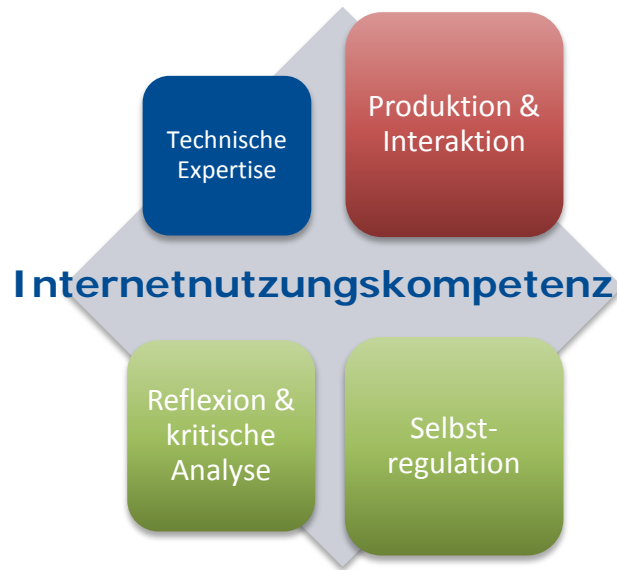 Technische
Expertise
Produktion &
Interaktion
Internetnutzungskompetenz
Reflexion &
kritische
Analyse
Selbst-
regulation